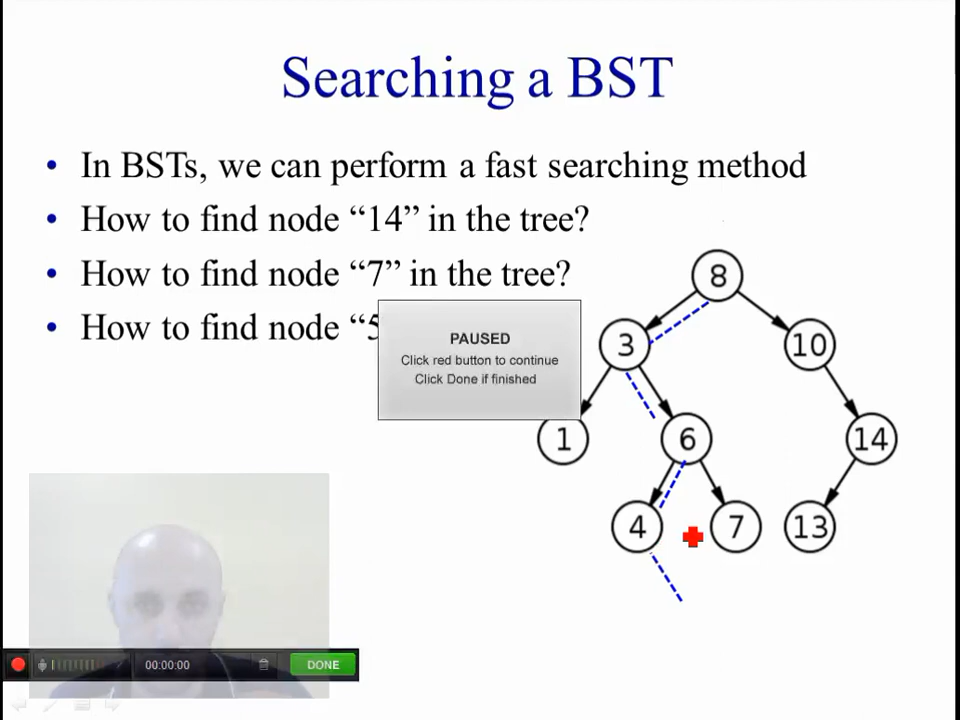 Searching a BST
• In BSTs, we can perform a fast searching method
• How to find node “14” in the tree?
• How to find node “7” in the tree?
• How to find node “5
PAUSED
Click red button to continue
Click Done if finished
8
3
10
1
6
14
4
7
13
00:00:00
DONE